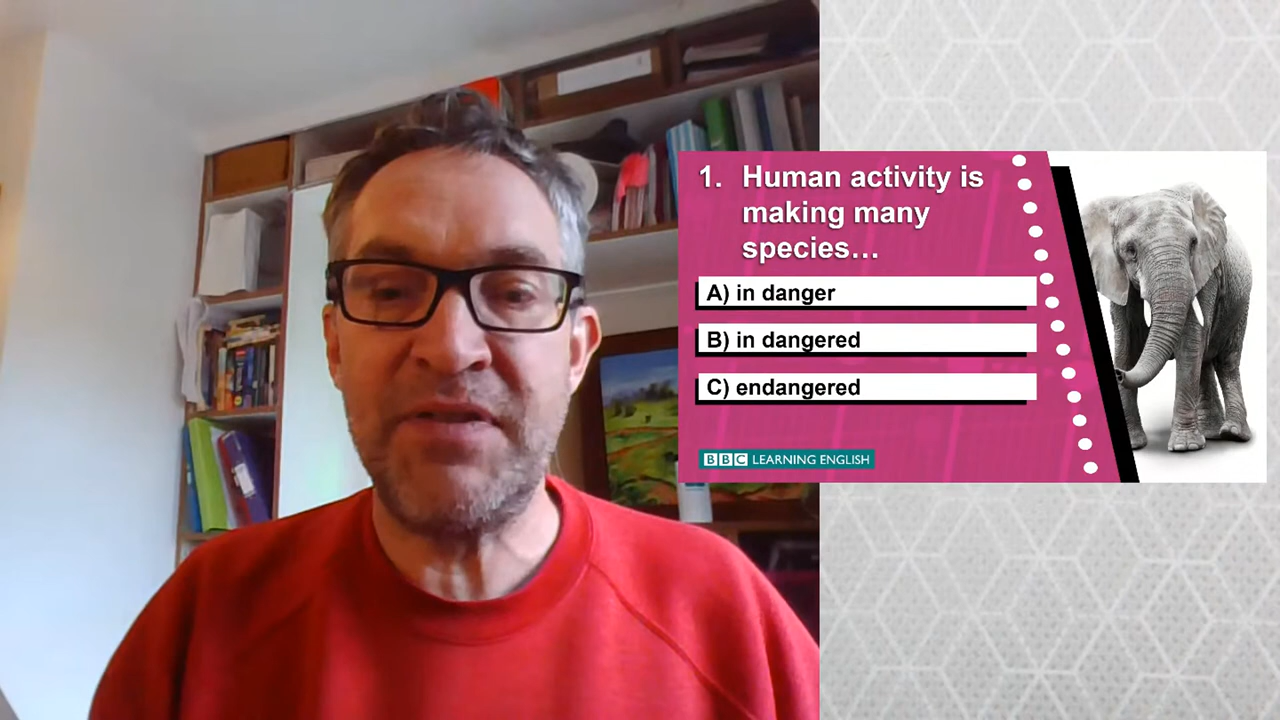 1. Human activity is
making many
species...
A) in danger
B) in dangered
C) endangered
BBC LEARNING ENGLISH